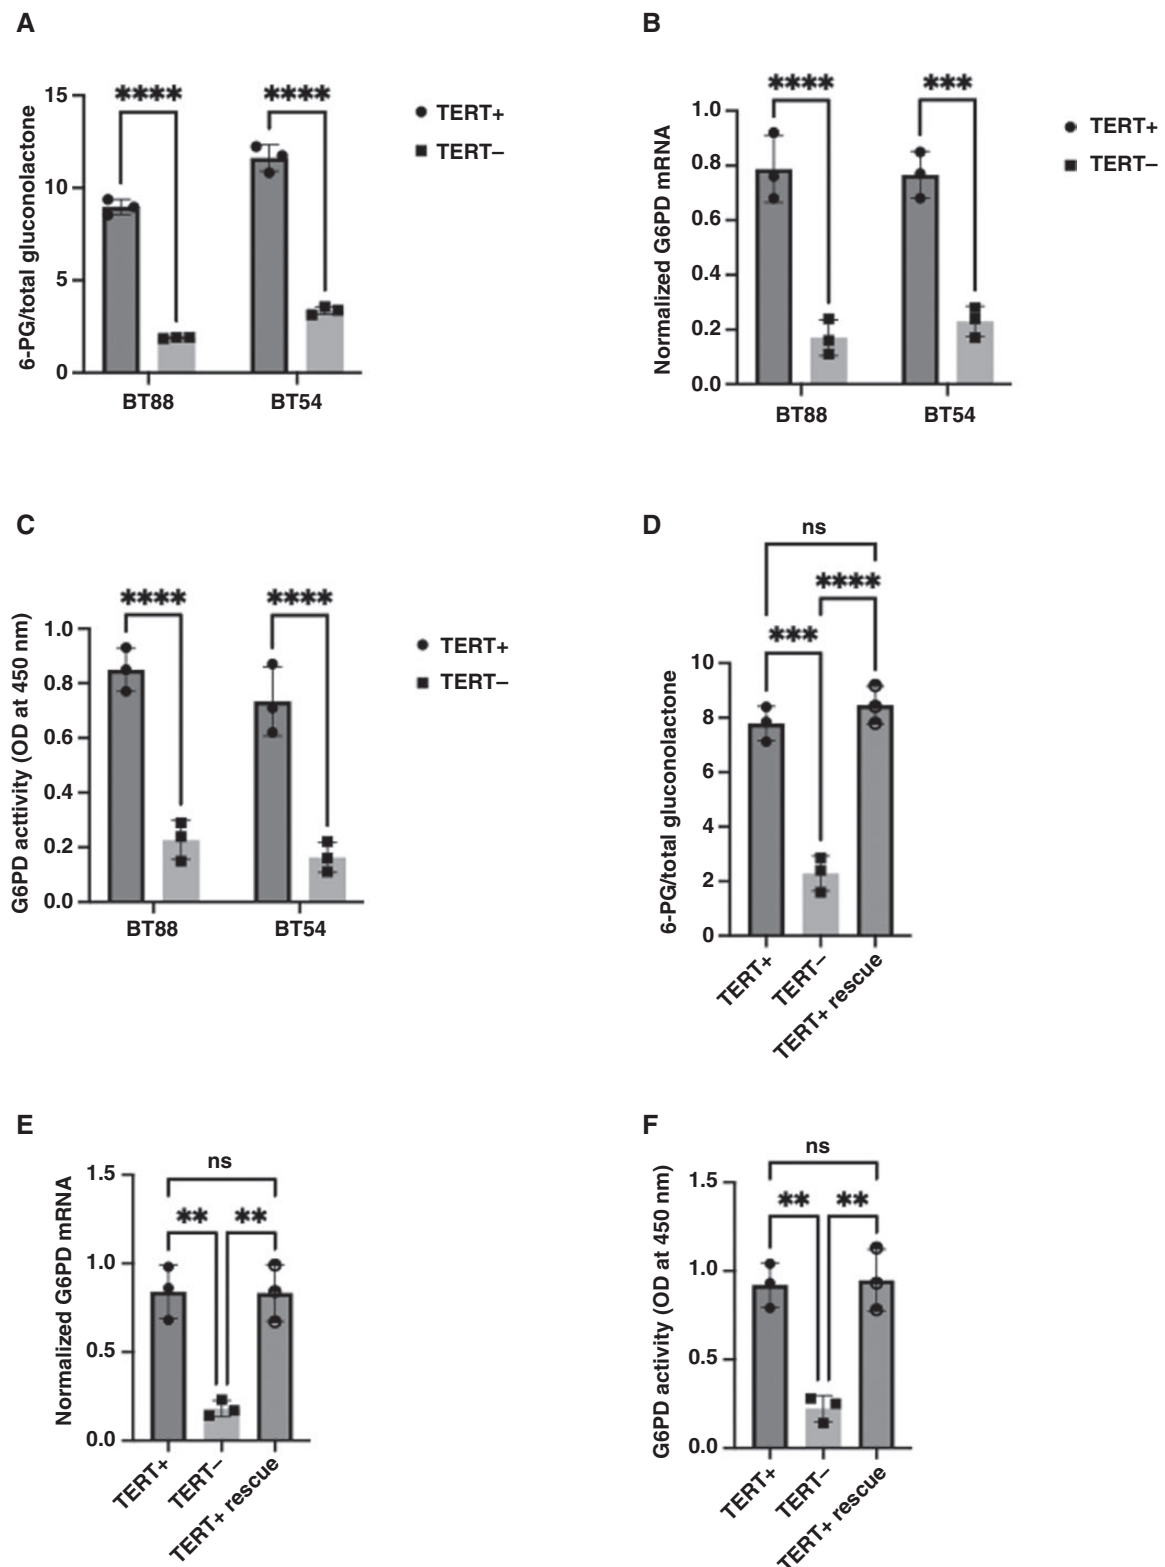 A
6-PG/total gluconolactone
15
10
5
0
**** ****
BT88 BT54
TERT+
TERT–
B
Normalized G6PD mRNA
1.0
0.8
0.6
0.4
0.2
0.0
**** ***
BT88 BT54
TERT+
TERT–
C
G6PD acttivity (OD at 450 nm)
1.0
0.8
0.6
0.4
0.2
0.0
**** ****
BT88 BT54
TERT+
TERT–
D
6-PG/total gluconolactone
10
8
6
4
2
0
ns
****
***
TERT+
TERT–
TERT+ rescue
E
Normalized G6PD mRNA
1.5
1.0
0.5
0.0
ns
** **
TERT+
TERT–
TERT+ rescue
F
G6PD activity (OD at 450 nm)
1.5
1.0
0.5
0.0
ns
** **
TERT+
TERT–
TERT+ rescue